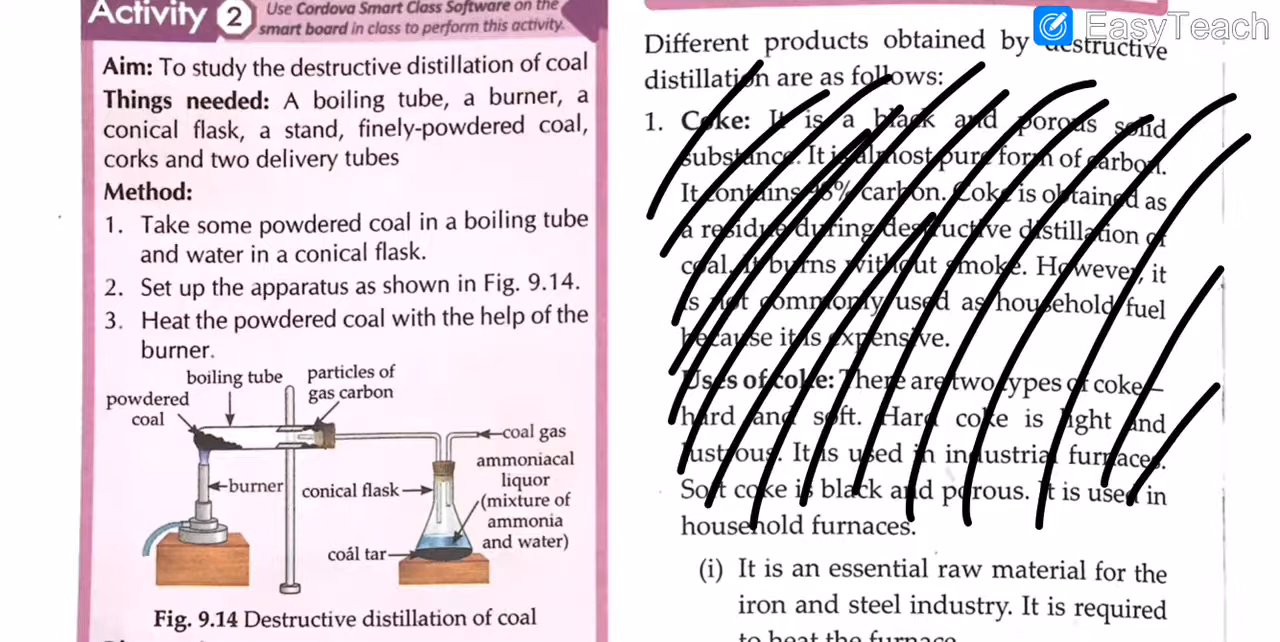 Activity 2 Use Cordova Smart Class Software on the
smart board in class to perform this activity.
Aim: To study the destructive distillation of coal
Things needed: A boiling tube, a burner, a
conical flask, a stand, finely-powdered coal,
corks and two delivery tubes
Method:
1. Take some powdered coal in a boiling tube
and water in a conical flask.
2. Set up the apparatus as shown in Fig. 9.14.
3. Heat the powdered coal with the help of the
burner.
boiling tube
particles of
gas carbon
powdered
coal
coal gas
ammoniacal
liquor
(mixture of
ammonia
and water)
burner
conical flask
coál tar
Fig. 9.14 Destructive distillation of coal
EasyTeach
Different products obtained by destructive
distillation are as follows:
1. Coke: It is a black and porous solid
substance. It is almost pure form of carbon.
It contains 98% carbon. Coke is obtained as
a residue during destructive distillation of
coal. It burns without smoke. However, it
is not commonly used as household fuel
because it is expensive.
Uses of coke: There are two types of coke—
hard and soft. Hard coke is light and
lustrous. It is used in industrial furnaces.
Soft coke is black and porous. It is used in
household furnaces.
(i) It is an essential raw material for the
iron and steel industry. It is required
to heat the furnace